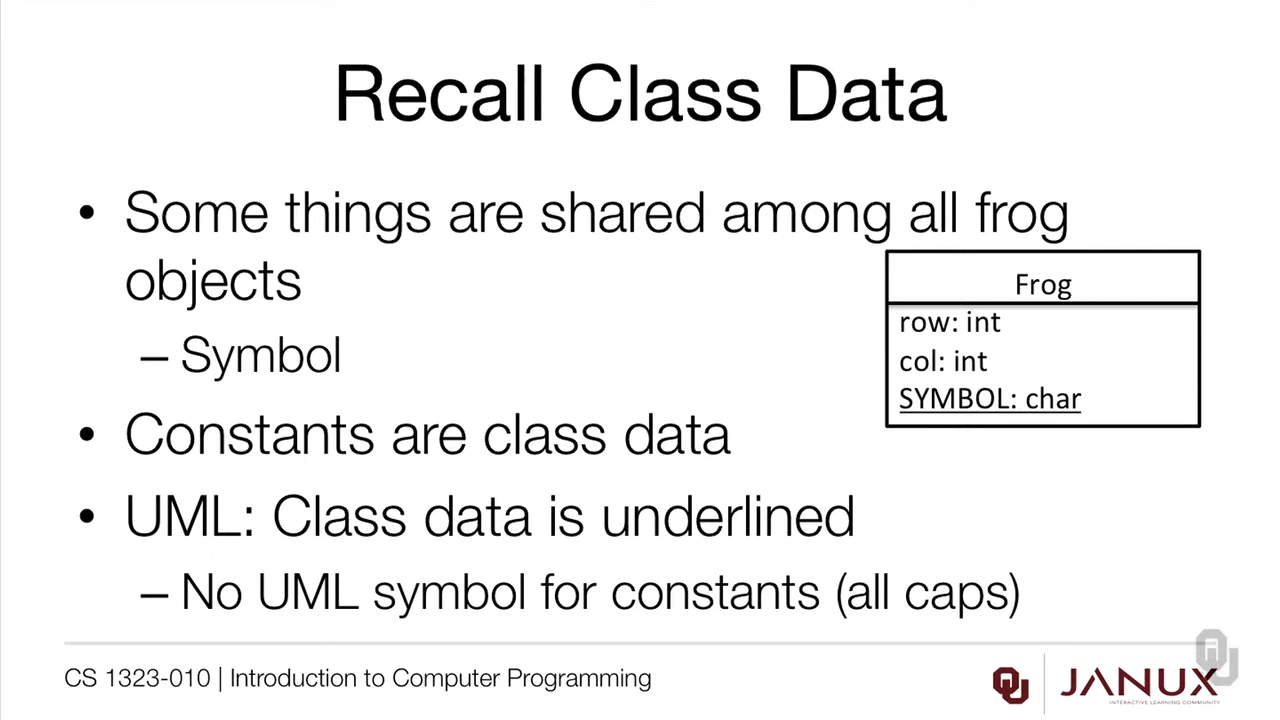 Recall Class Data
• Some things are shared among all frog
objects
– Symbol
• Constants are class data
• UML: Class data is underlined
– No UML symbol for constants (all caps)
Frog
row: int
col: int
SYMBOL: char
CS 1323-010 | Introduction to Computer Programming
JANUX
INTERACTIVE LEARNING COMMUNITY